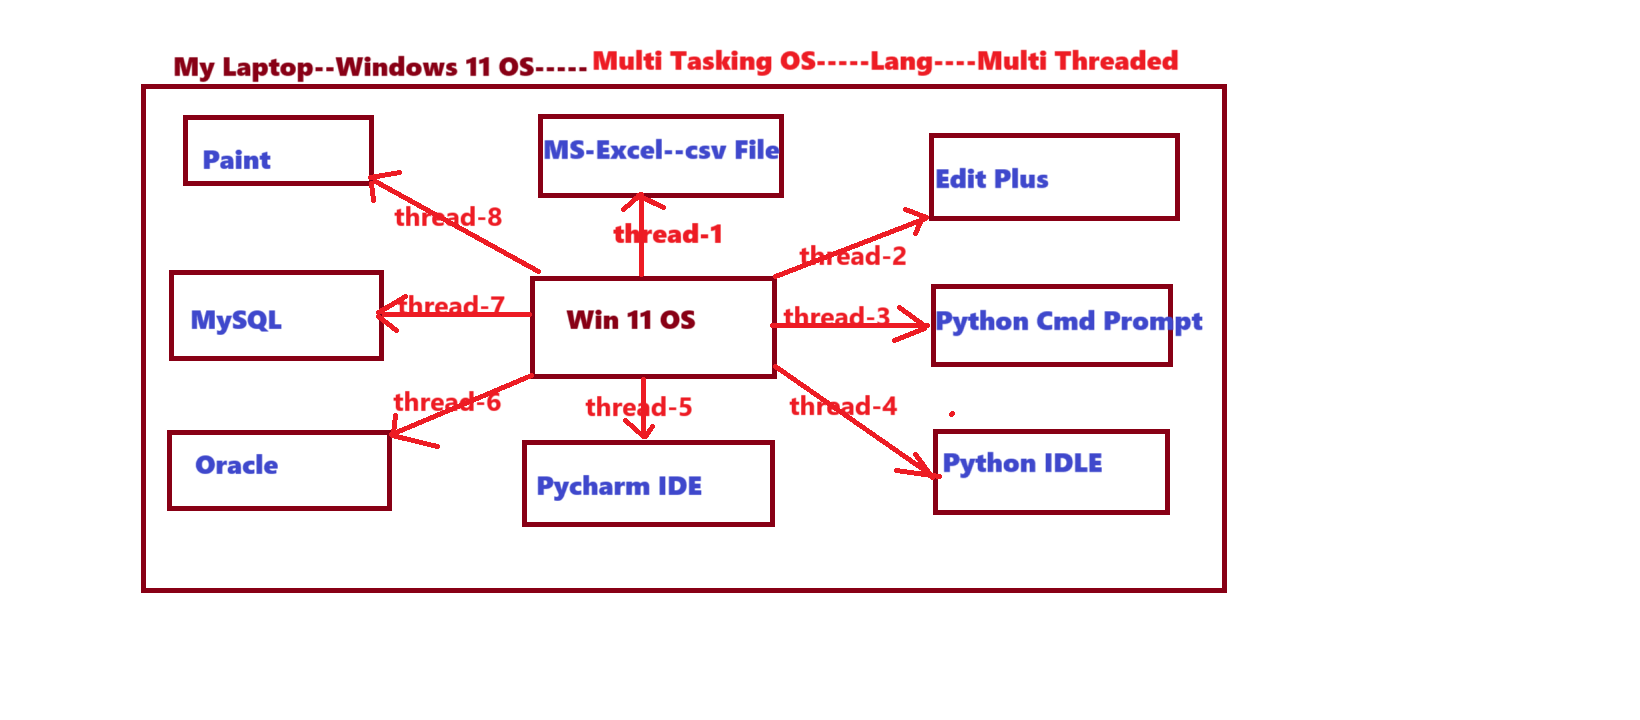 My Laptop--Windows 11 OS----- Multi Tasking OS-----Lang----Multi Threaded
Paint
MS-Excel--csv File
Edit Plus
thread-8
thread-1
thread-2
MySQL
thread-7
Win 11 OS
thread-3
Python Cmd Prompt
thread-6
thread-5
thread-4
Oracle
Pycharm IDE
Python IDLE